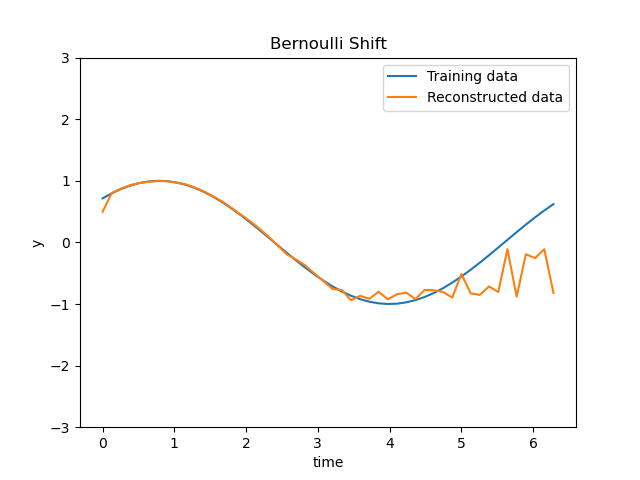 Bernoulli Shift
Training data
Reconstructed data
3
2
1
0
−1
−2
−3
y
0 1 2 3 4 5 6
time